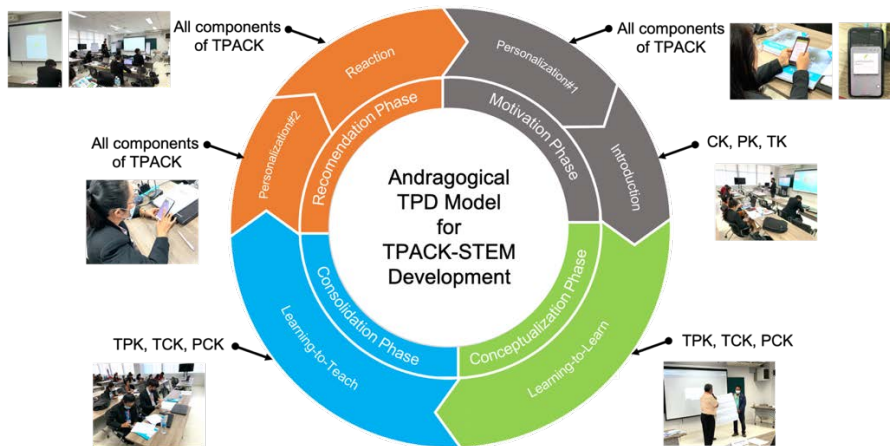 All components
of TPACK
Reaction
Personalization#1
All components
of TPACK
Recomendation Phase
Motivation Phase
Personalization#2
Introduction
CK, PK, TK
All components
of TPACK
Andragogical
TPD Model
for
TPACK-STEM
Development
Consolidation Phase
Conceptualization Phase
TPK, TCK, PCK
Learning-to-Teach
Learning-to-Learn
TPK, TCK, PCK